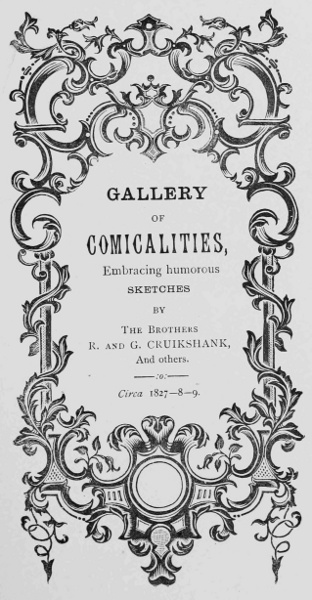 GALLERY
OF
COMICALITIES,
Embracing humorous
SKETCHES
BY
THE BROTHERS
R. AND G. CRUIKSHANK,
And others.
Circa 1827—8—9.